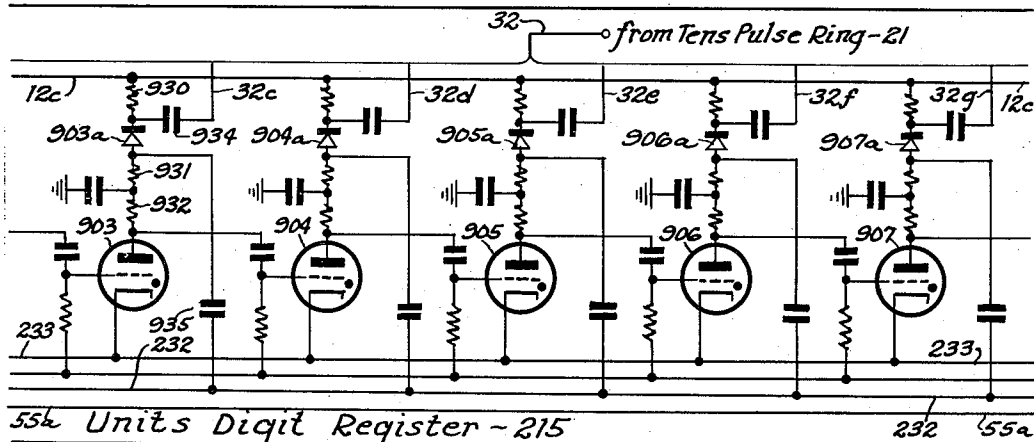 32
from Tens Pulse Ring-21
12c
930
32c
32d
32e
32f
32g
12c
903a
934
904a
905a
906a
907a
931
932
903
904
905
906
907
935
233
232
233
55a Units Digit Register ~ 215
232
55a